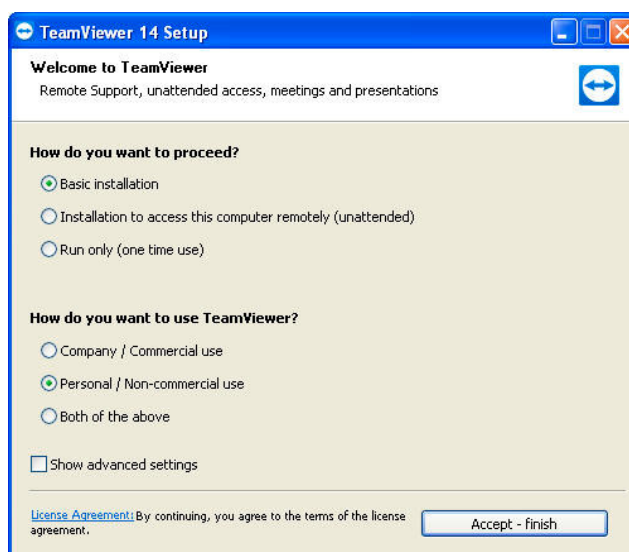 TeamViewer 14 Setup
Welcome to TeamViewer
Remote Support, unattended access, meetings and presentations
How do you want to proceed?
Basic installation
Installation to access this computer remotely (unattended)
Run only (one time use)
How do you want to use TeamViewer?
Company / Commercial use
Personal / Non-commercial use
Both of the above
Show advanced settings
License Agreement: By continuing, you agree to the terms of the license
agreement.
Accept - finish